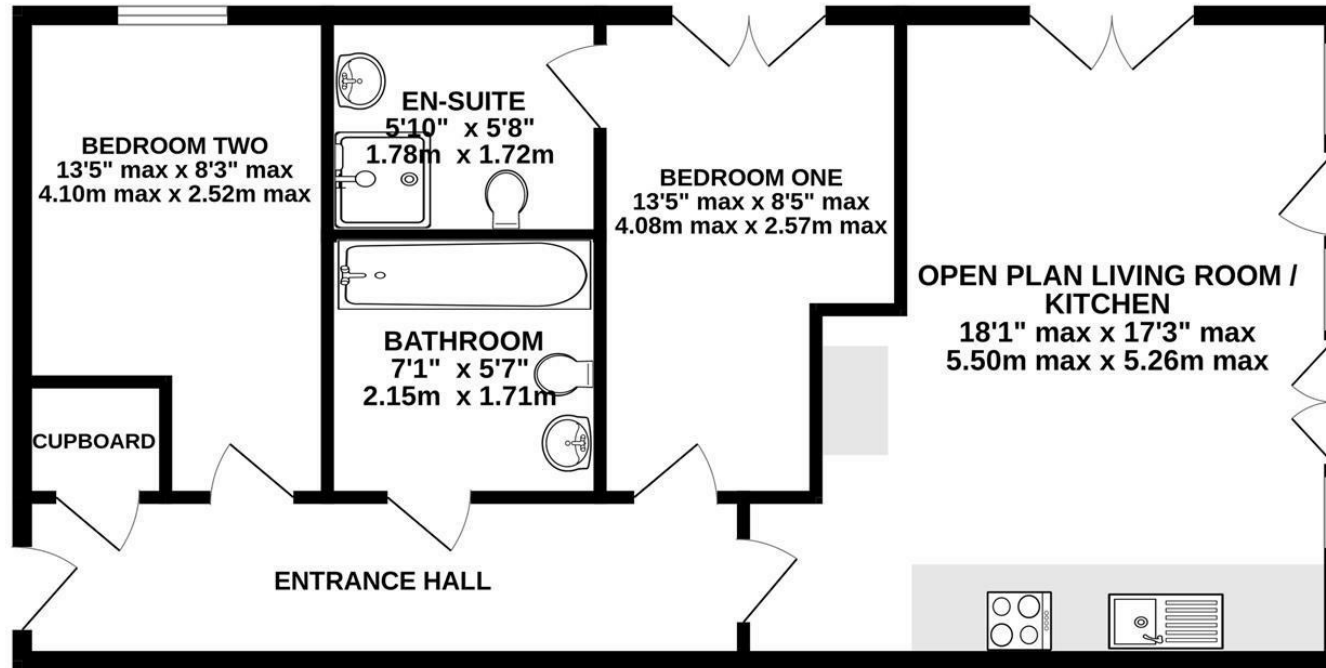 BEDROOM TWO
13'5" max x 8'3" max
4.10m max x 2.52m max
EN-SUITE
5'10" x 5'8"
1.78m x 1.72m
BEDROOM ONE
13'5" max x 8'5" max
4.08m max x 2.57m max
OPEN PLAN LIVING ROOM /
KITCHEN
18'1" max x 17'3" max
5.50m max x 5.26m max
BATHROOM
7'1" x 5'7"
2.15m x 1.71m
CUPBOARD
ENTRANCE HALL